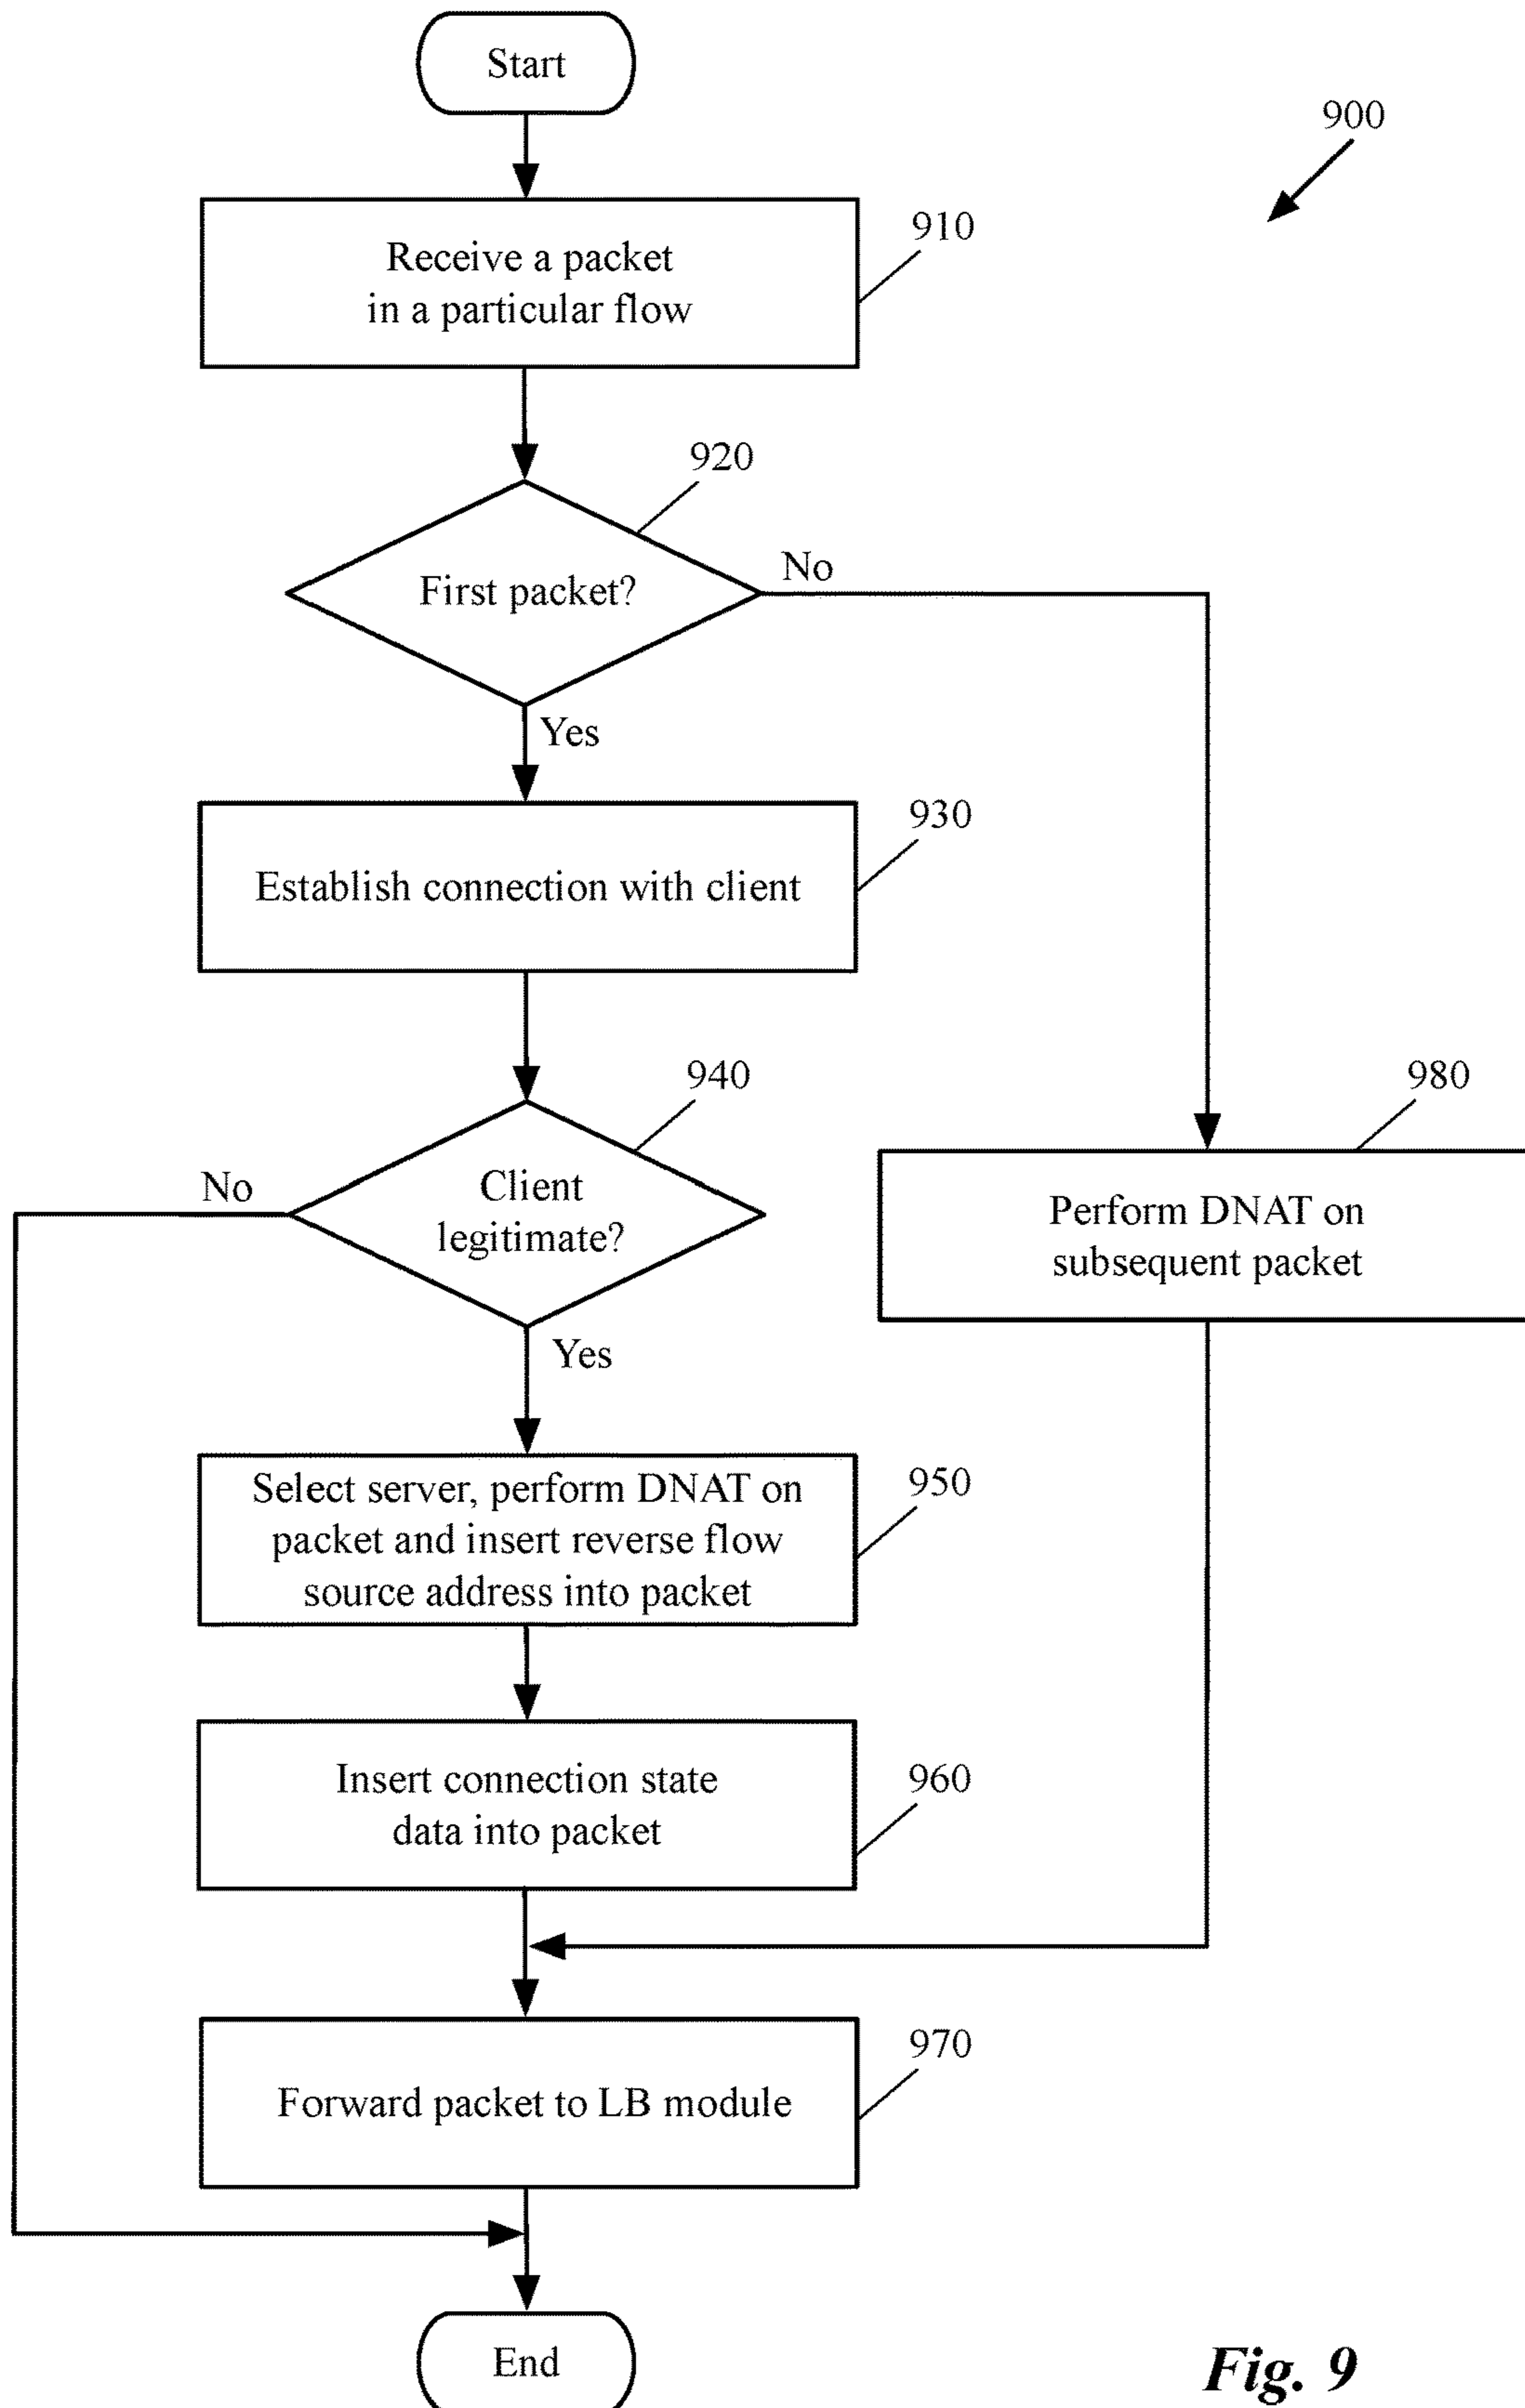 Start
900
910
Receive a packet
in a particular flow
920
First packet?
No
Yes
930
Establish connection with client
940
980
Client
legitimate?
No
Perform DNAT on
subsequent packet
Yes
950
Select server, perform DNAT on
packet and insert reverse flow
source address into packet
960
Insert connection state
data into packet
970
Forward packet to LB module
End
Fig. 9